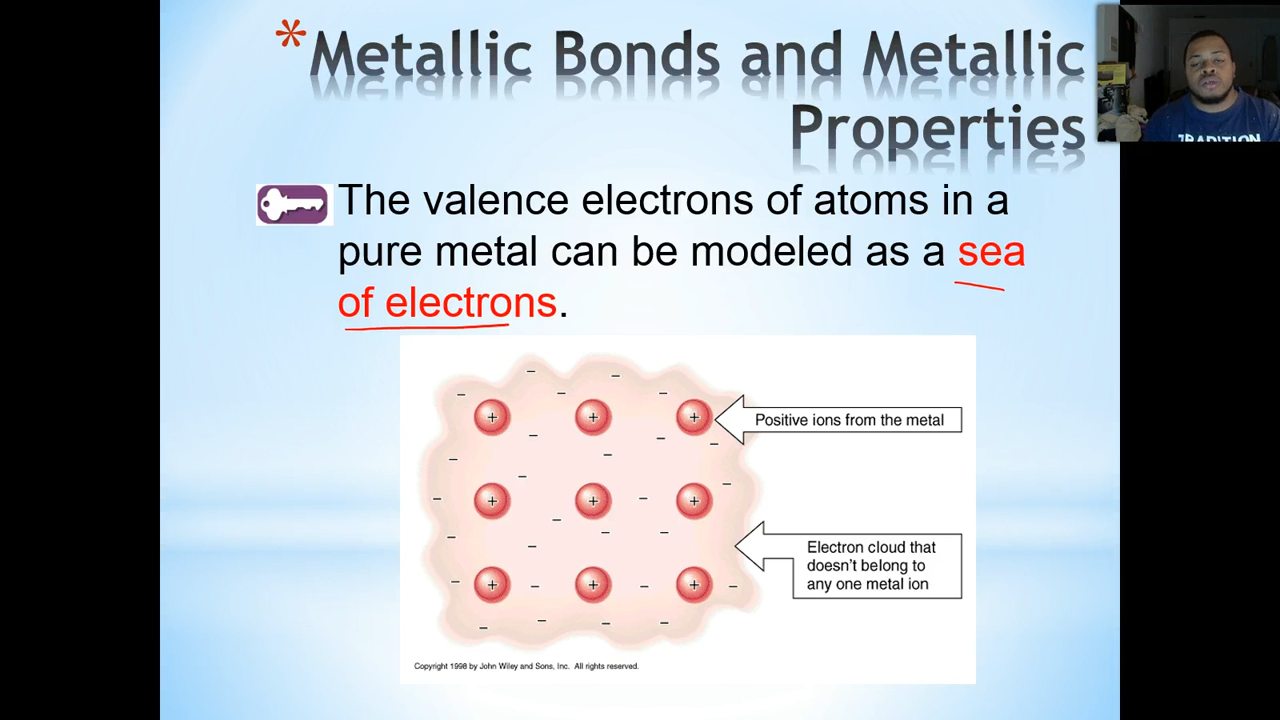 *Metallic Bonds and Metallic
Properties
The valence electrons of atoms in a
pure metal can be modeled as a sea
of electrons.
Positive ions from the metal
Electron cloud that
doesn't belong to
any one metal ion
Copyright 1998 by John Wiley and Sons, Inc. All rights reserved.
TRADITION